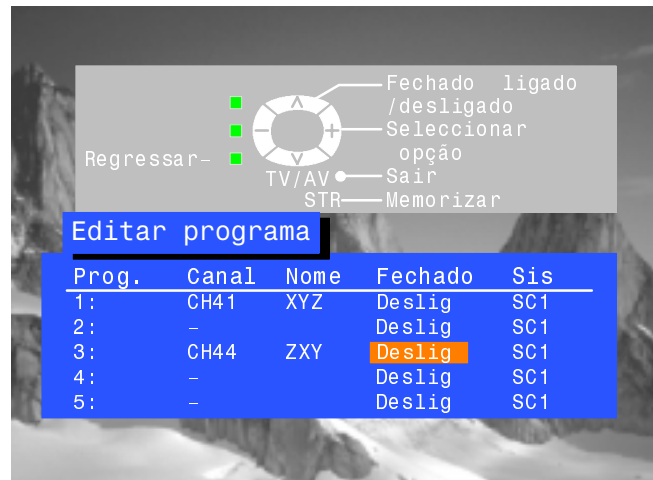 Fechado ligado
/desligado
Seleccionar
opção
Regressar–
TV/AV Sair
STR Memorizar
Editar programa
Prog. Canal Nome Fechado Sis
1: CH41 XYZ Deslig SC1
2: – Deslig SC1
3: CH44 ZXY Deslig SC1
4: – Deslig SC1
5: – Deslig SC1